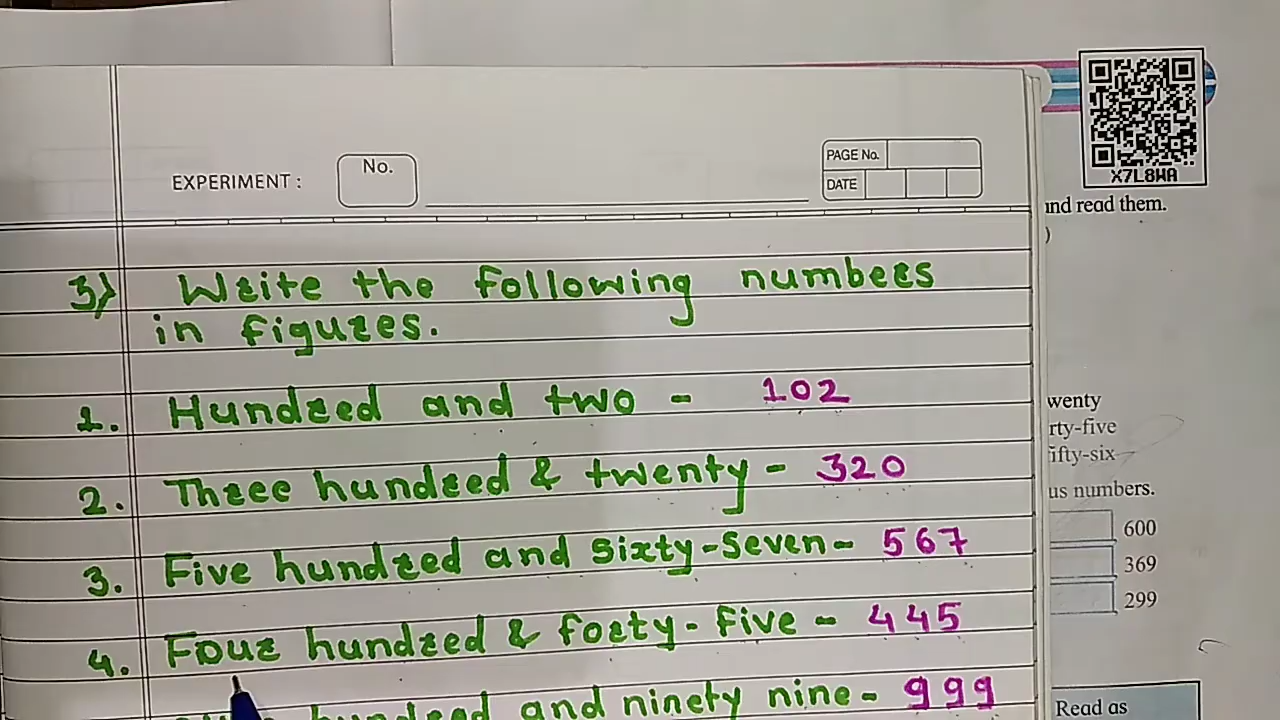 X7L8WA
EXPERIMENT :
No.
PAGE No.
DATE
and read them.
)
3) Write the following numbers
in figures.
1. Hundred and two - 102
2. Three hundred & twenty - 320
3. Five hundred and sixty-seven - 567
4. Four hundred & forty-five - 445
hundred and ninety nine - 999
wenty
rty-five
fifty-six
us numbers.
600
369
299
Read as